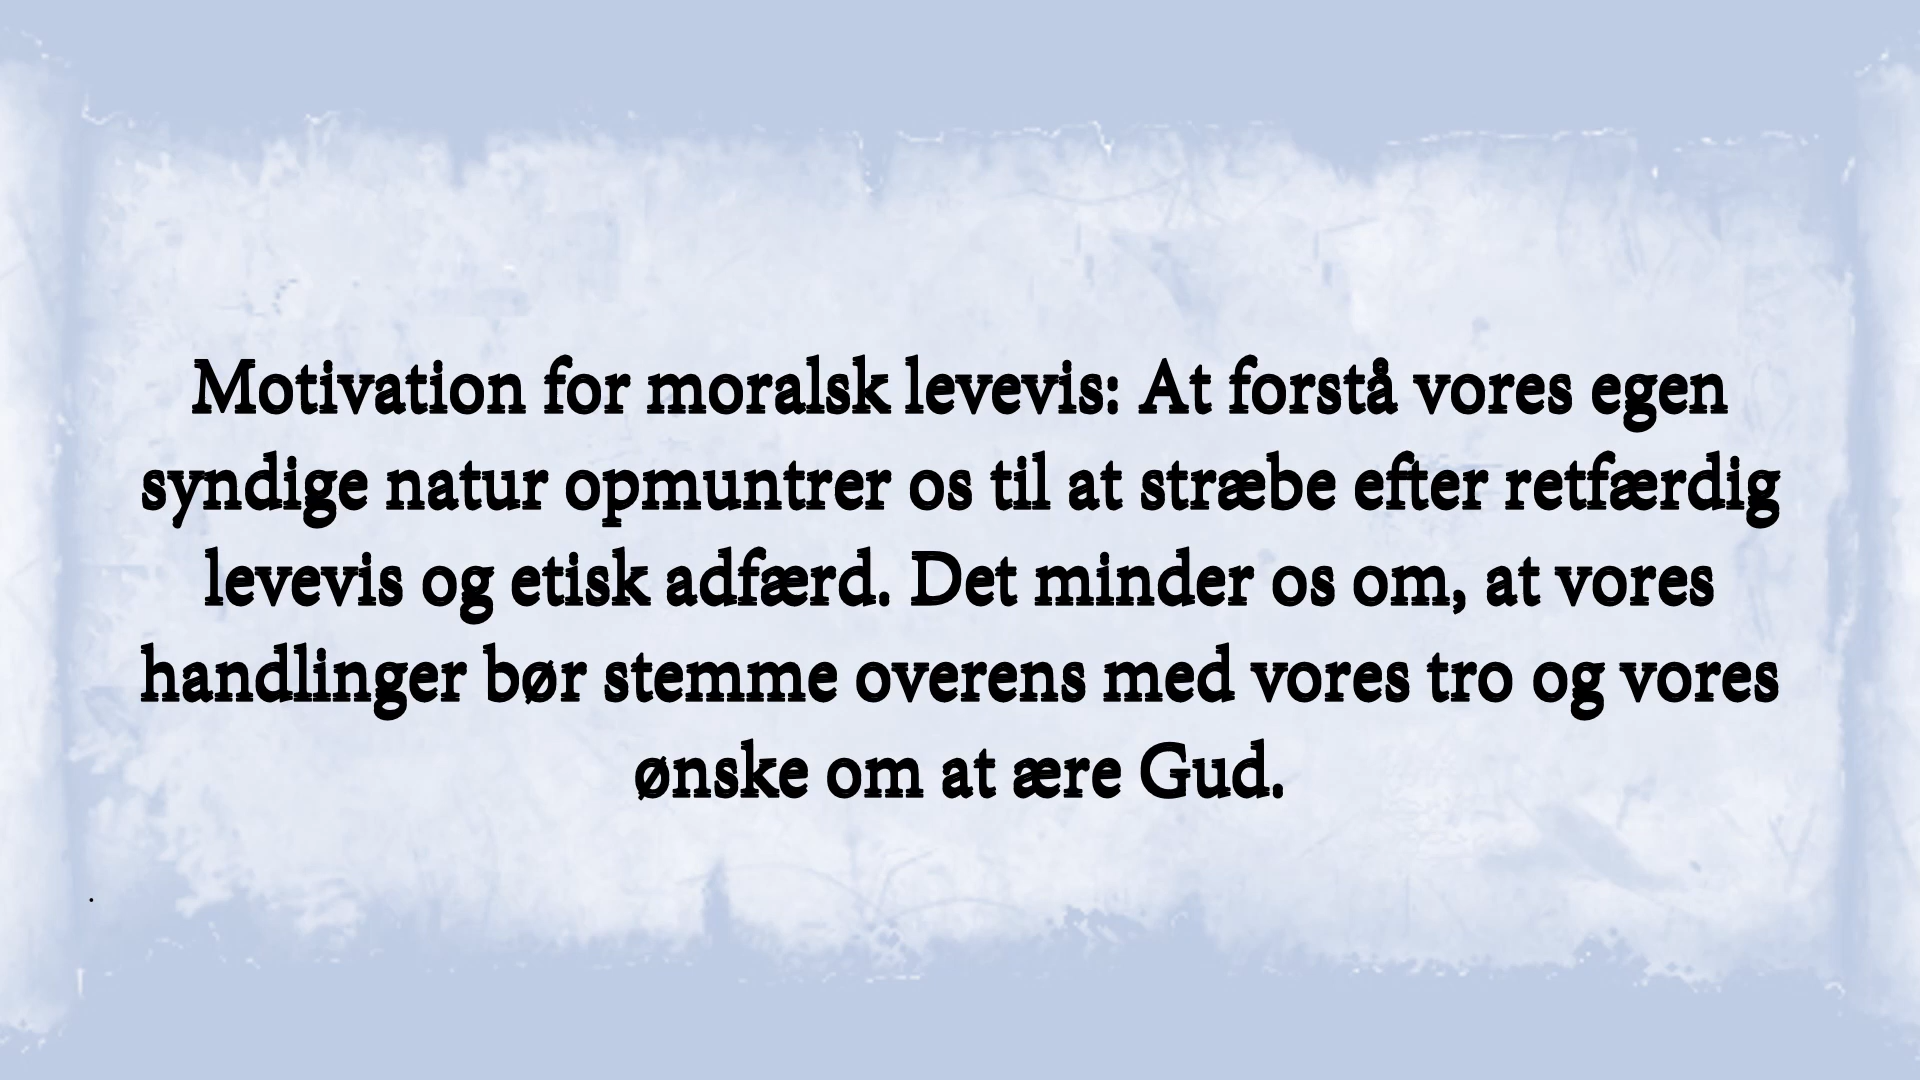 Motivation for moralsk levevis: At forstå vores egen
syndige natur opmuntrer os til at stræbe efter retfærdig
levevis og etisk adfærd. Det minder os om, at vores
handlinger bør stemme overens med vores tro og vores
ønske om at ære Gud.
.